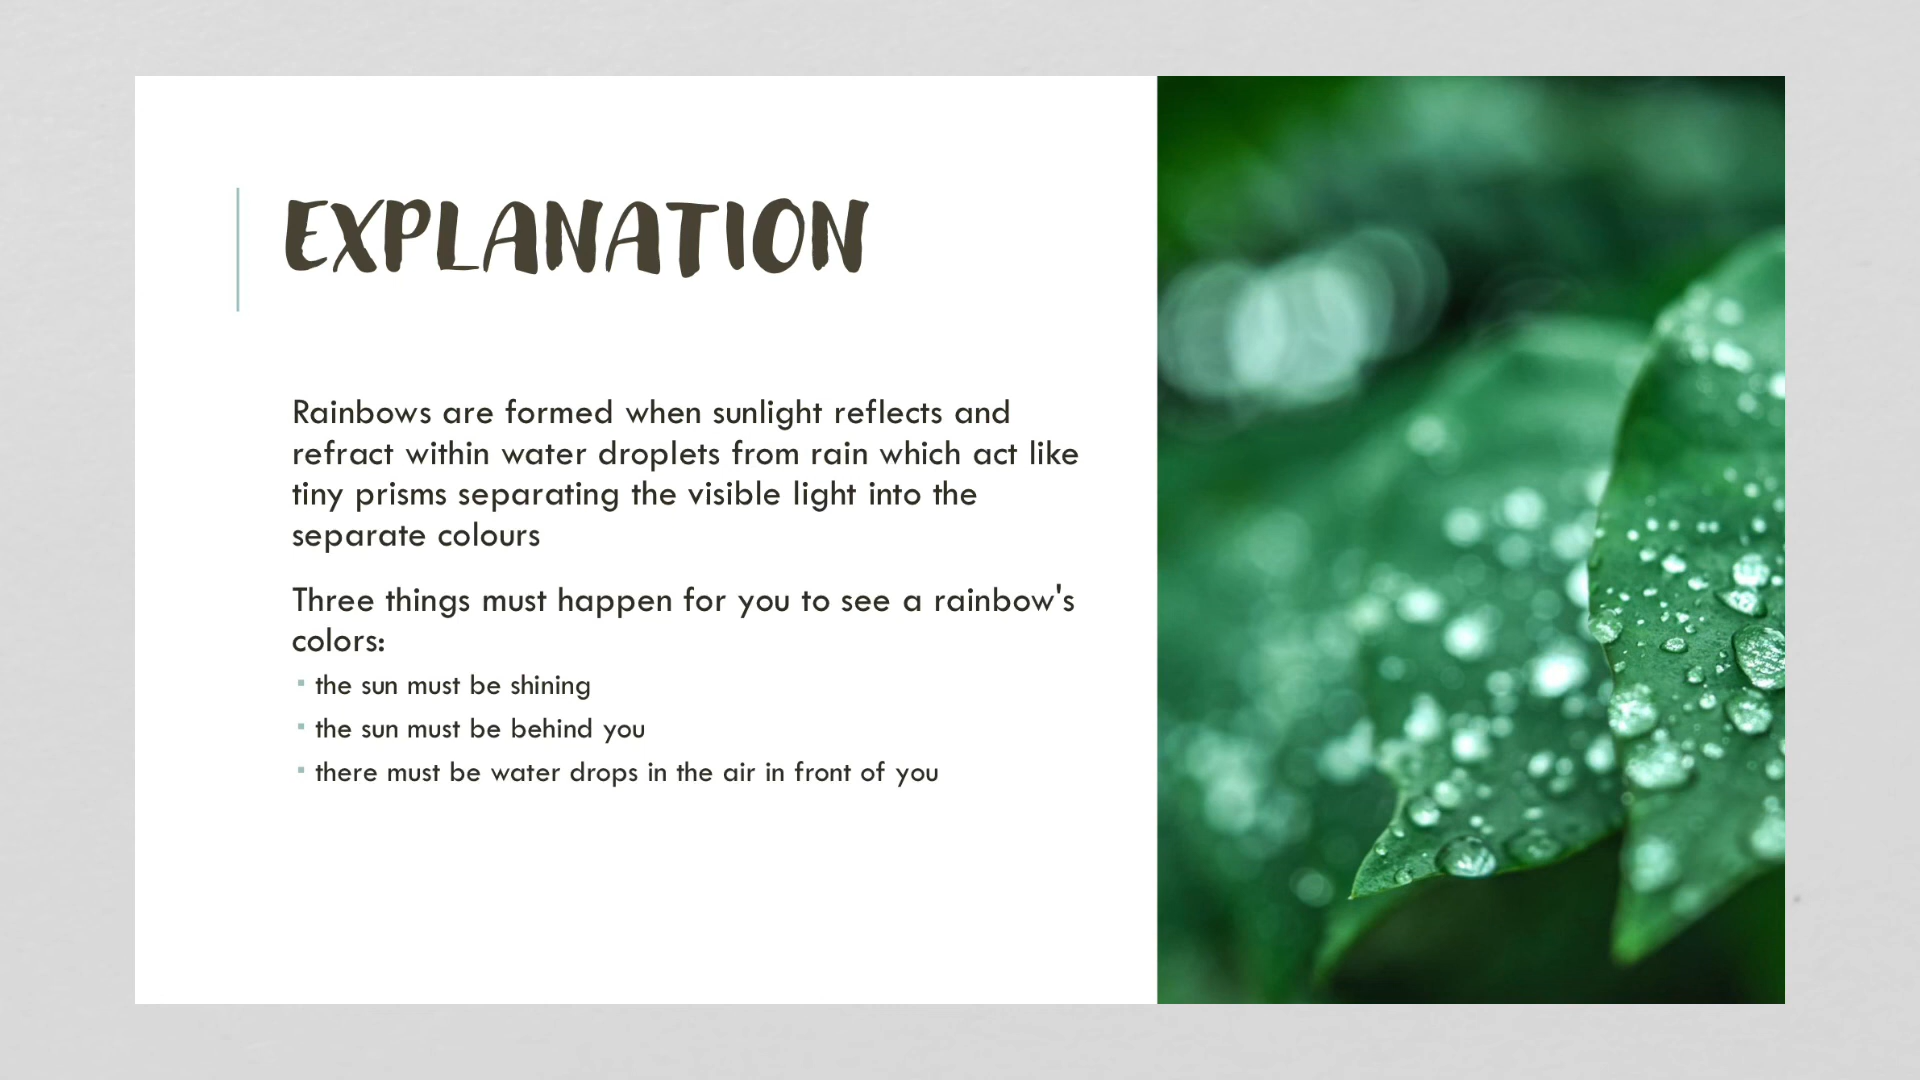 EXPLANATION
Rainbows are formed when sunlight reflects and
refract within water droplets from rain which act like
tiny prisms separating the visible light into the
separate colours
Three things must happen for you to see a rainbow's
colors:
▪ the sun must be shining
▪ the sun must be behind you
▪ there must be water drops in the air in front of you